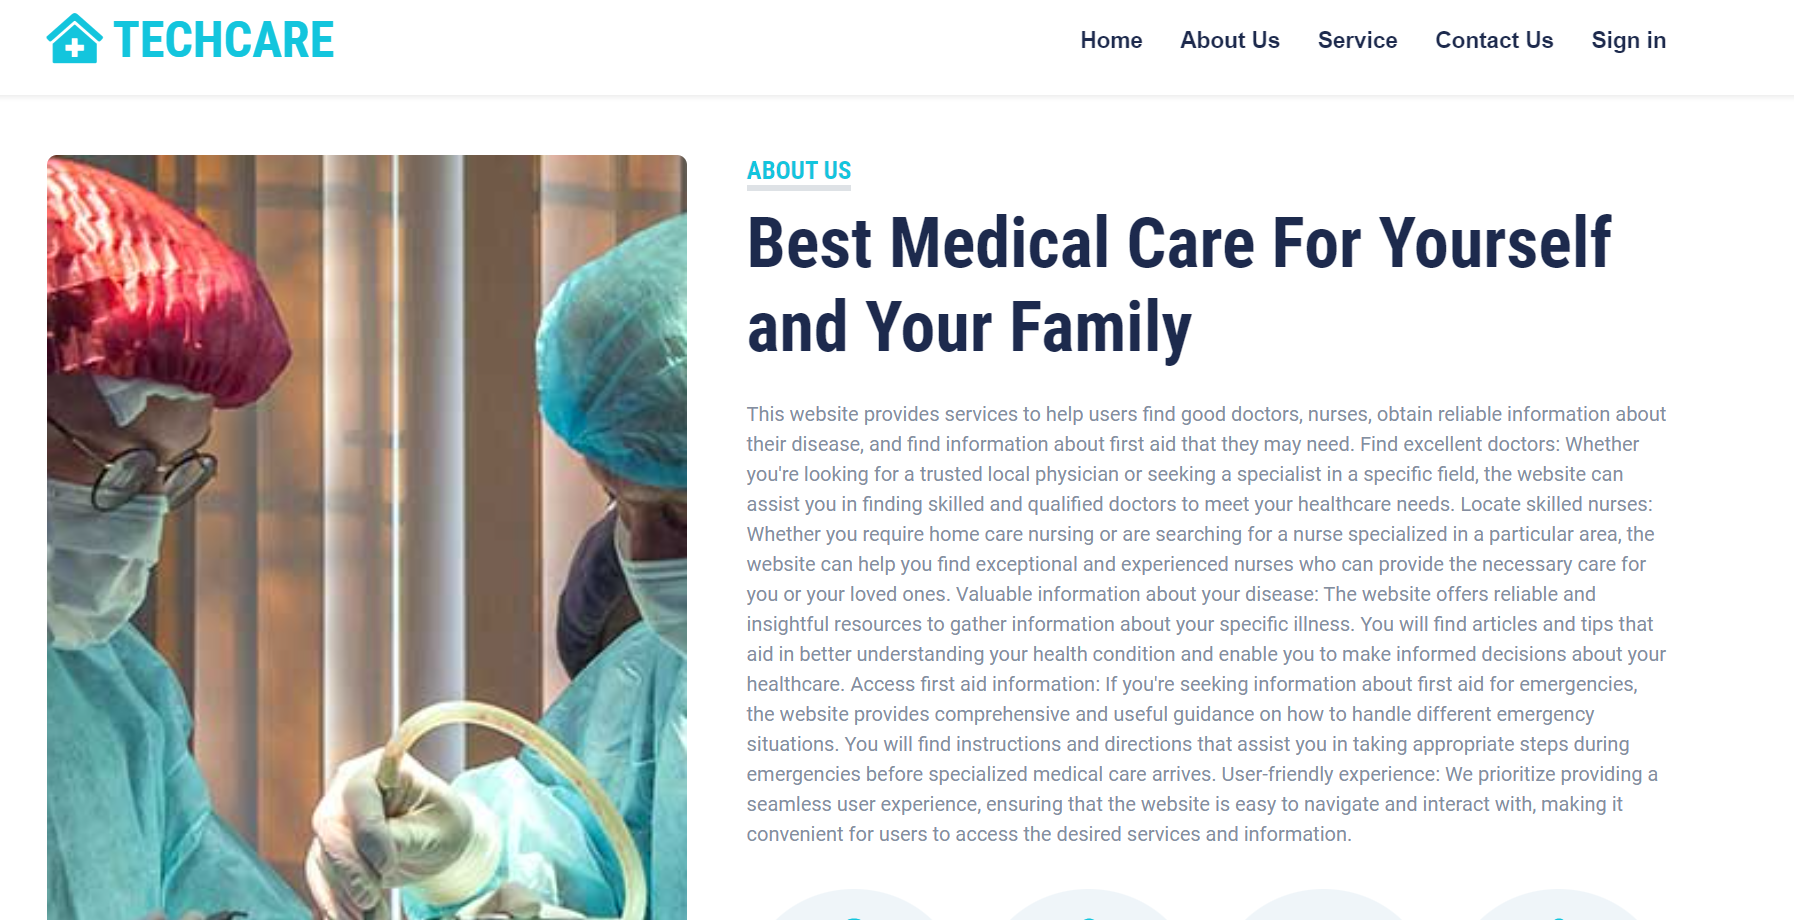 TECHCARE
Home
About Us
Service
Contact Us
Sign in
ABOUT US
Best Medical Care For Yourself
and Your Family
This website provides services to help users find good doctors, nurses, obtain reliable information about
their disease, and find information about first aid that they may need. Find excellent doctors: Whether
you're looking for a trusted local physician or seeking a specialist in a specific field, the website can
assist you in finding skilled and qualified doctors to meet your healthcare needs. Locate skilled nurses:
Whether you require home care nursing or are searching for a nurse specialized in a particular area, the
website can help you find exceptional and experienced nurses who can provide the necessary care for
you or your loved ones. Valuable information about your disease: The website offers reliable and
insightful resources to gather information about your specific illness. You will find articles and tips that
aid in better understanding your health condition and enable you to make informed decisions about your
healthcare. Access first aid information: If you're seeking information about first aid for emergencies,
the website provides comprehensive and useful guidance on how to handle different emergency
situations. You will find instructions and directions that assist you in taking appropriate steps during
emergencies before specialized medical care arrives. User-friendly experience: We prioritize providing a
seamless user experience, ensuring that the website is easy to navigate and interact with, making it
convenient for users to access the desired services and information.